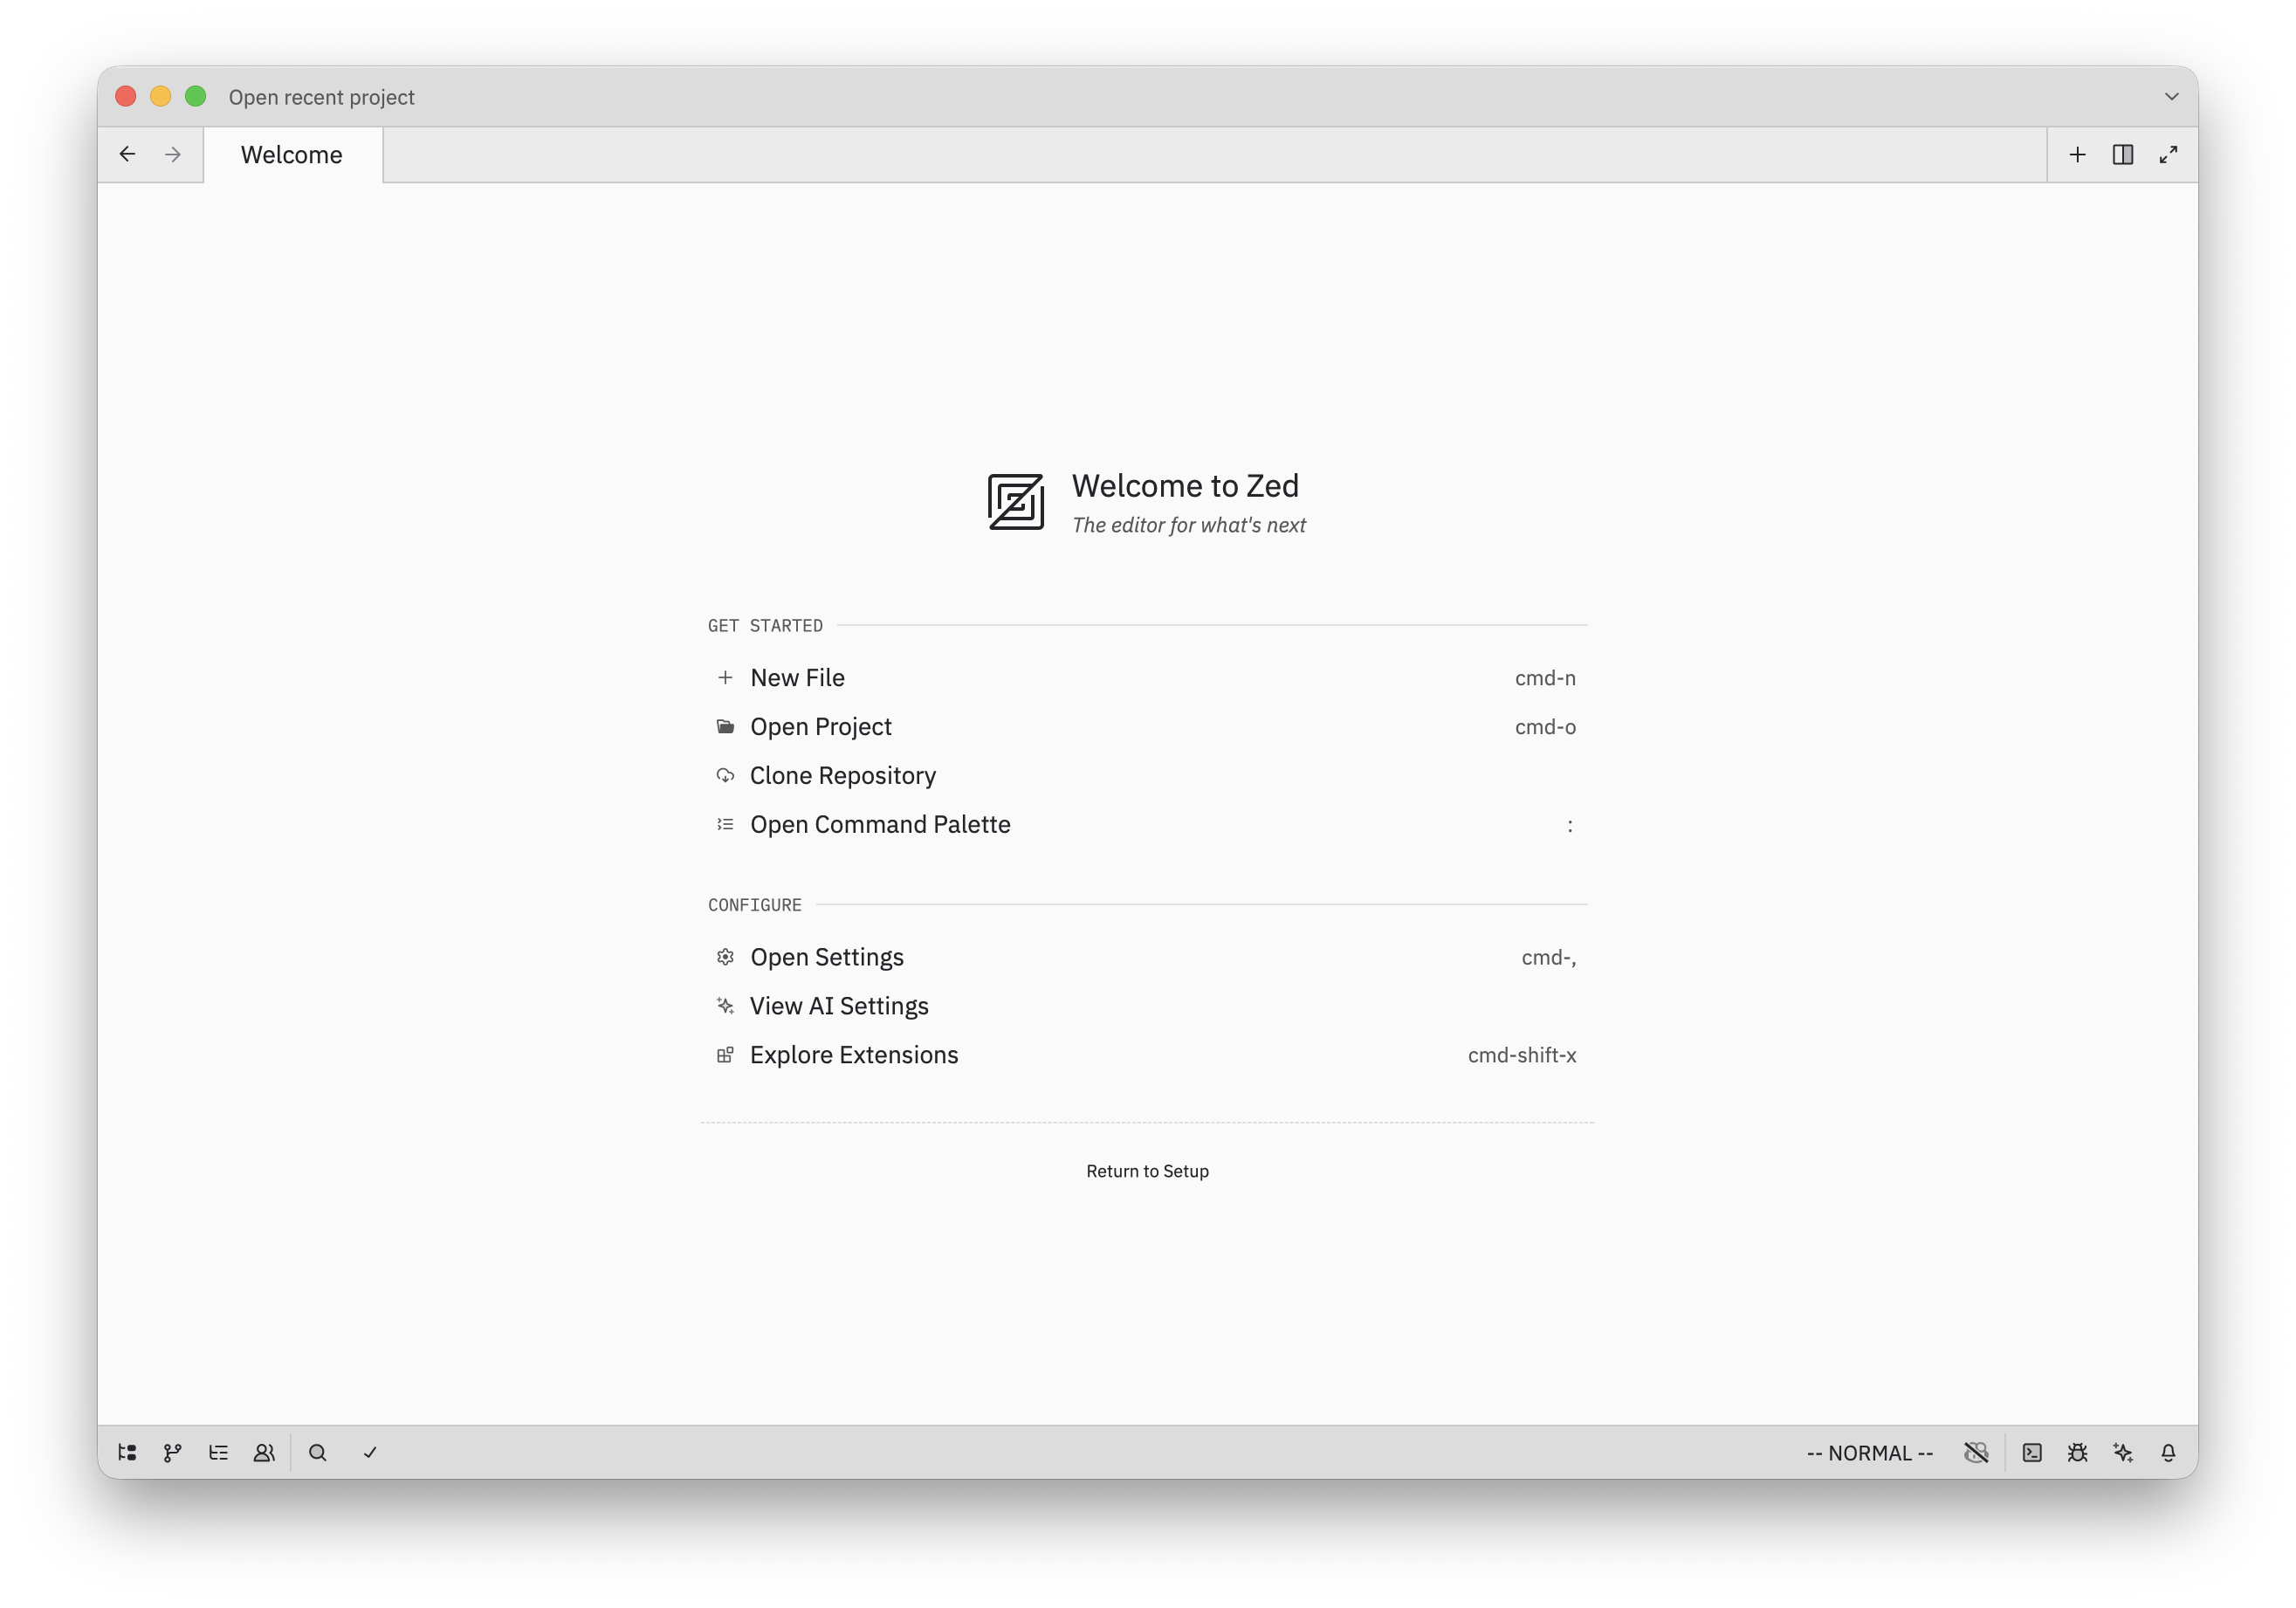 Open recent project
Welcome
Welcome to Zed
The editor for what's next
GET STARTED
New File cmd-n
Open Project cmd-o
Clone Repository
Open Command Palette :
CONFIGURE
Open Settings cmd-,
View AI Settings
Explore Extensions cmd-shift-x
Return to Setup
-- NORMAL --